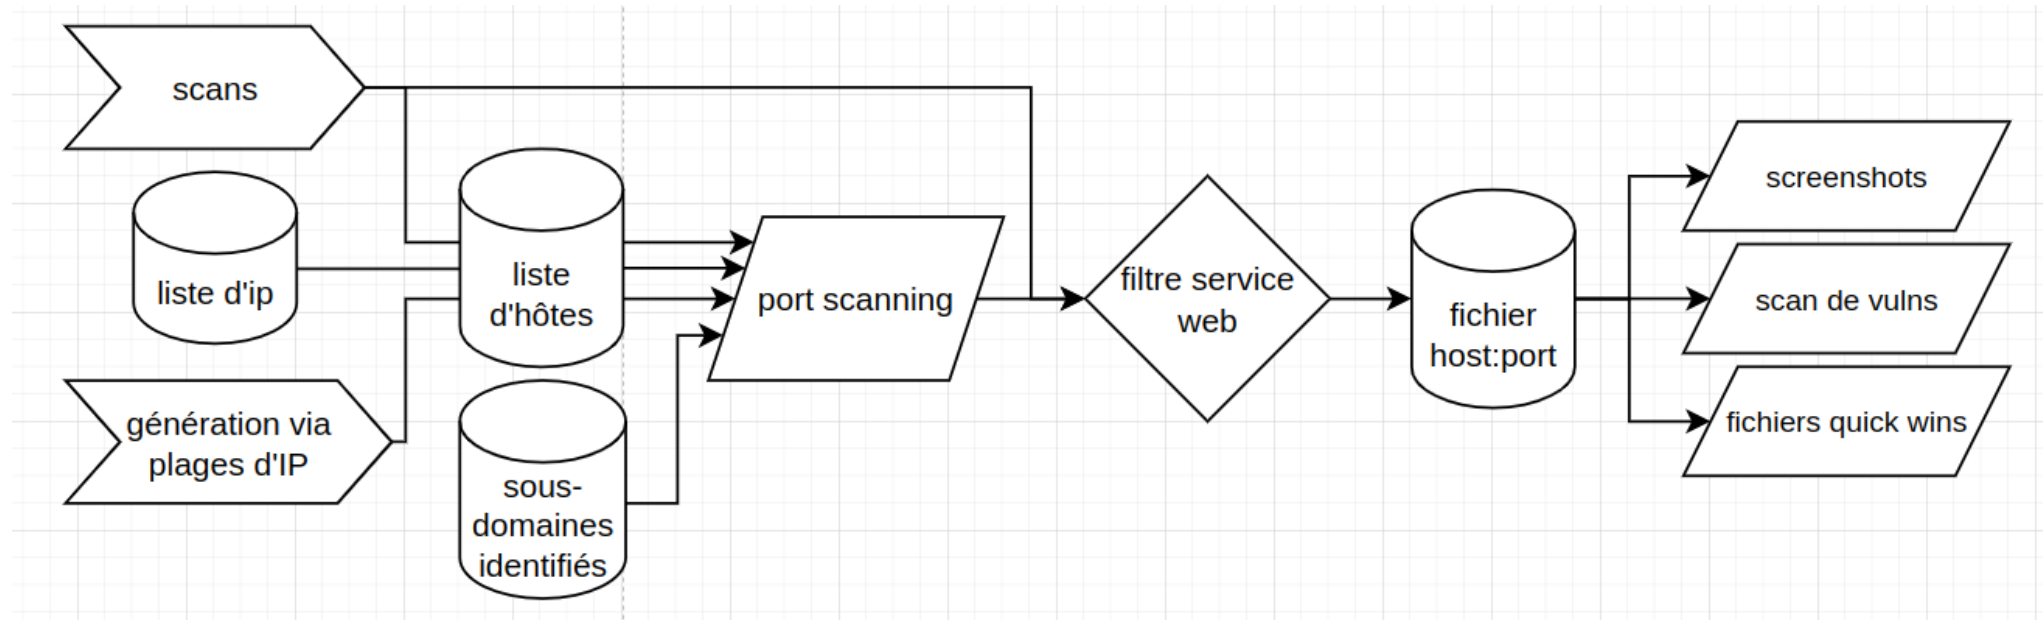 scans
liste d'ip
génération via
plages d'IP
liste
d'hôtes
sous-
domaines
identifiés
port scanning
filtre service
web
fichier
host:port
screenshots
scan de vulns
fichiers quick wins